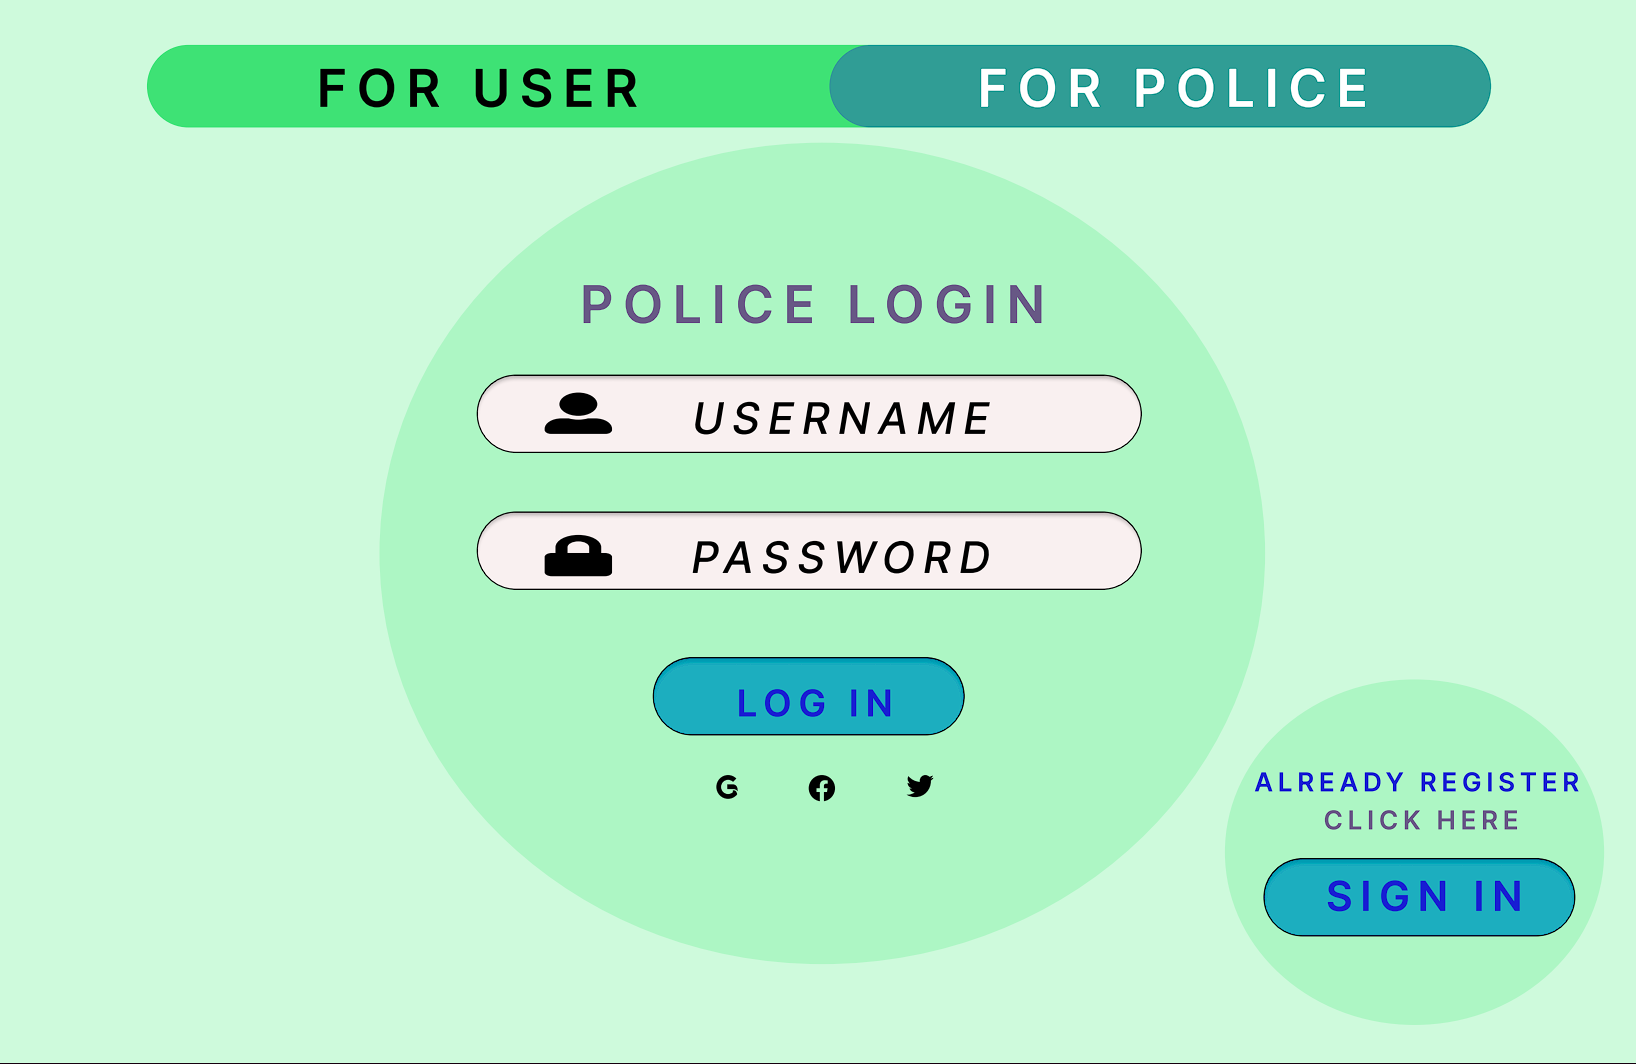 FOR USER
FOR POLICE
POLICE LOGIN
USERNAME
PASSWORD
LOG IN
ALREADY REGISTER
CLICK HERE
SIGN IN